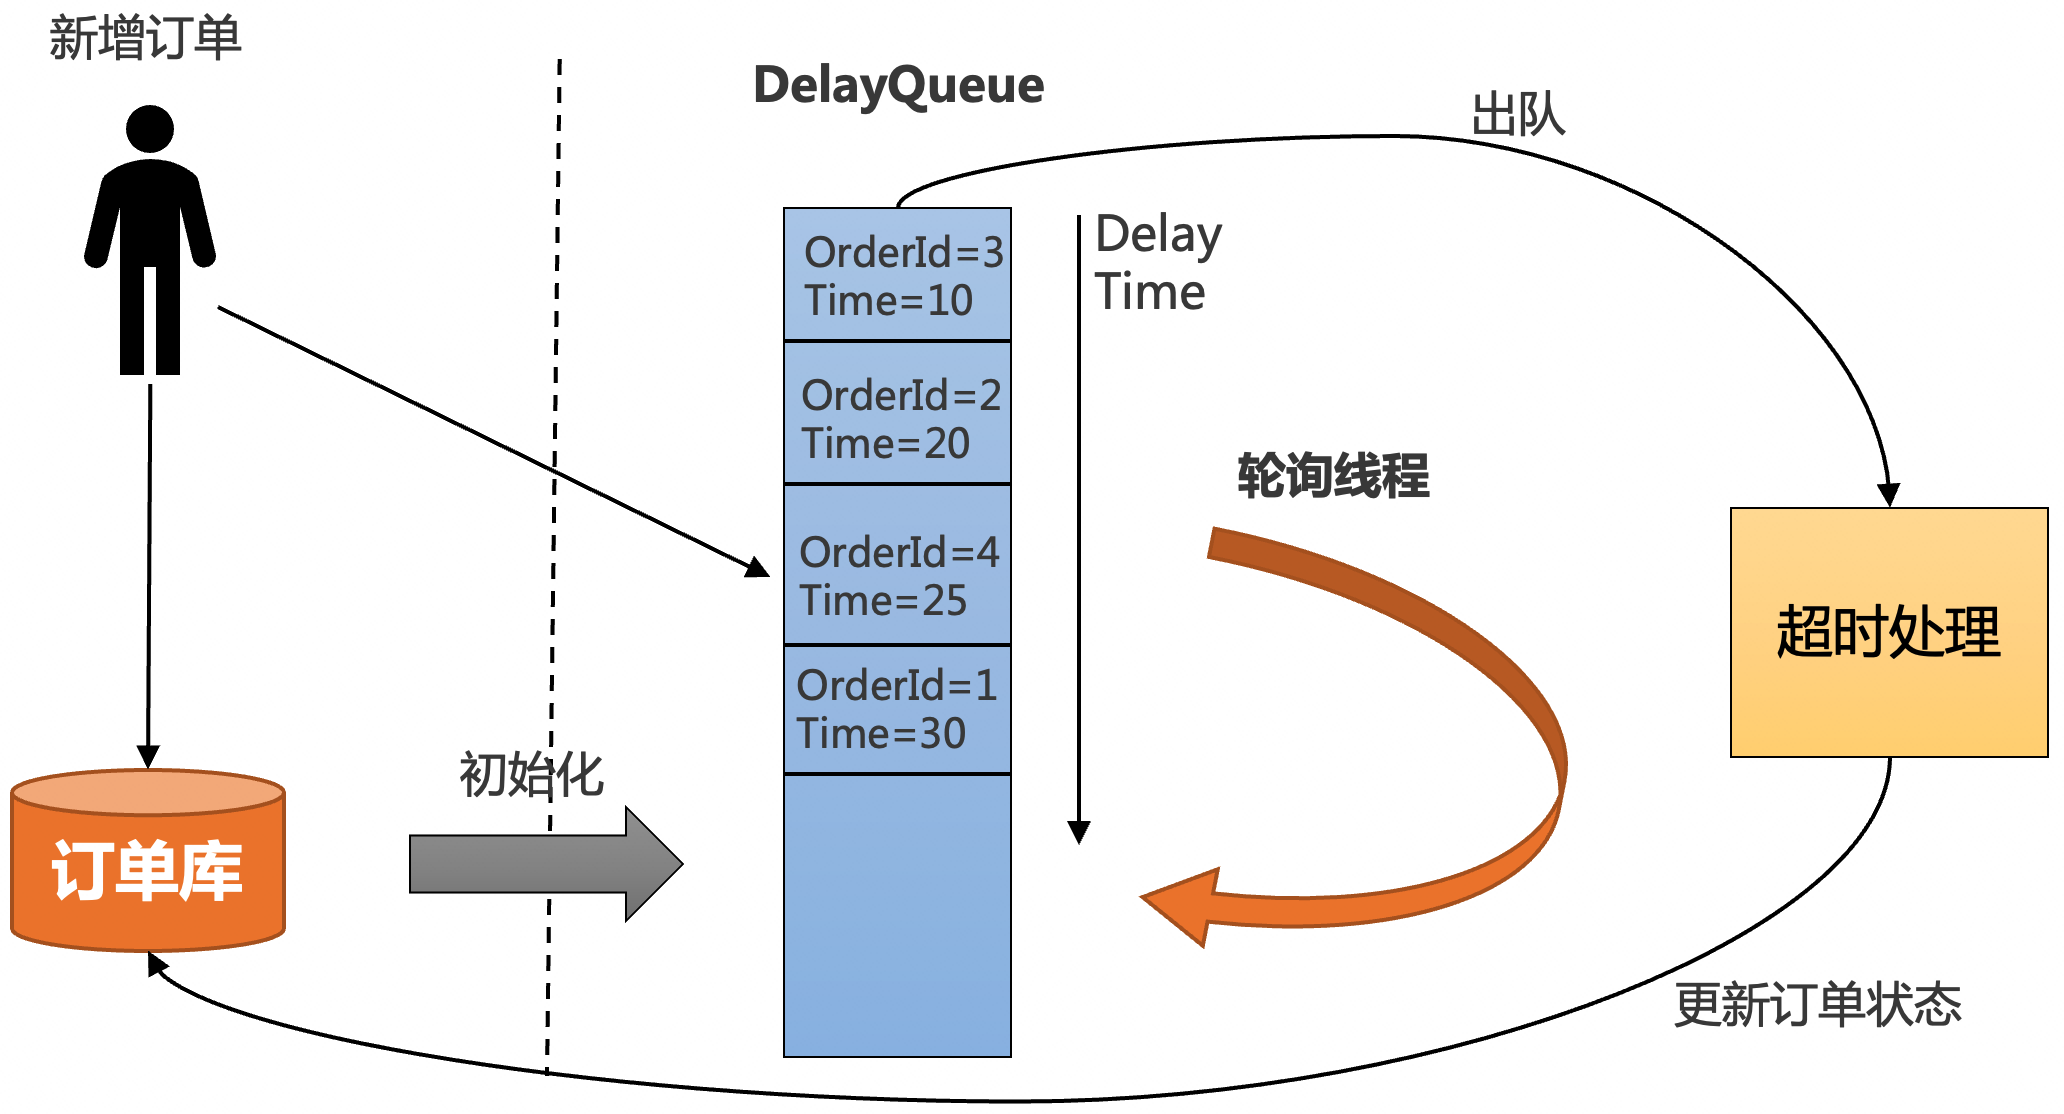 新增订单
DelayQueue
出队
OrderId=3
Time=10
Delay
Time
OrderId=2
Time=20
轮询线程
OrderId=4
Time=25
超时处理
OrderId=1
Time=30
初始化
订单库
更新订单状态